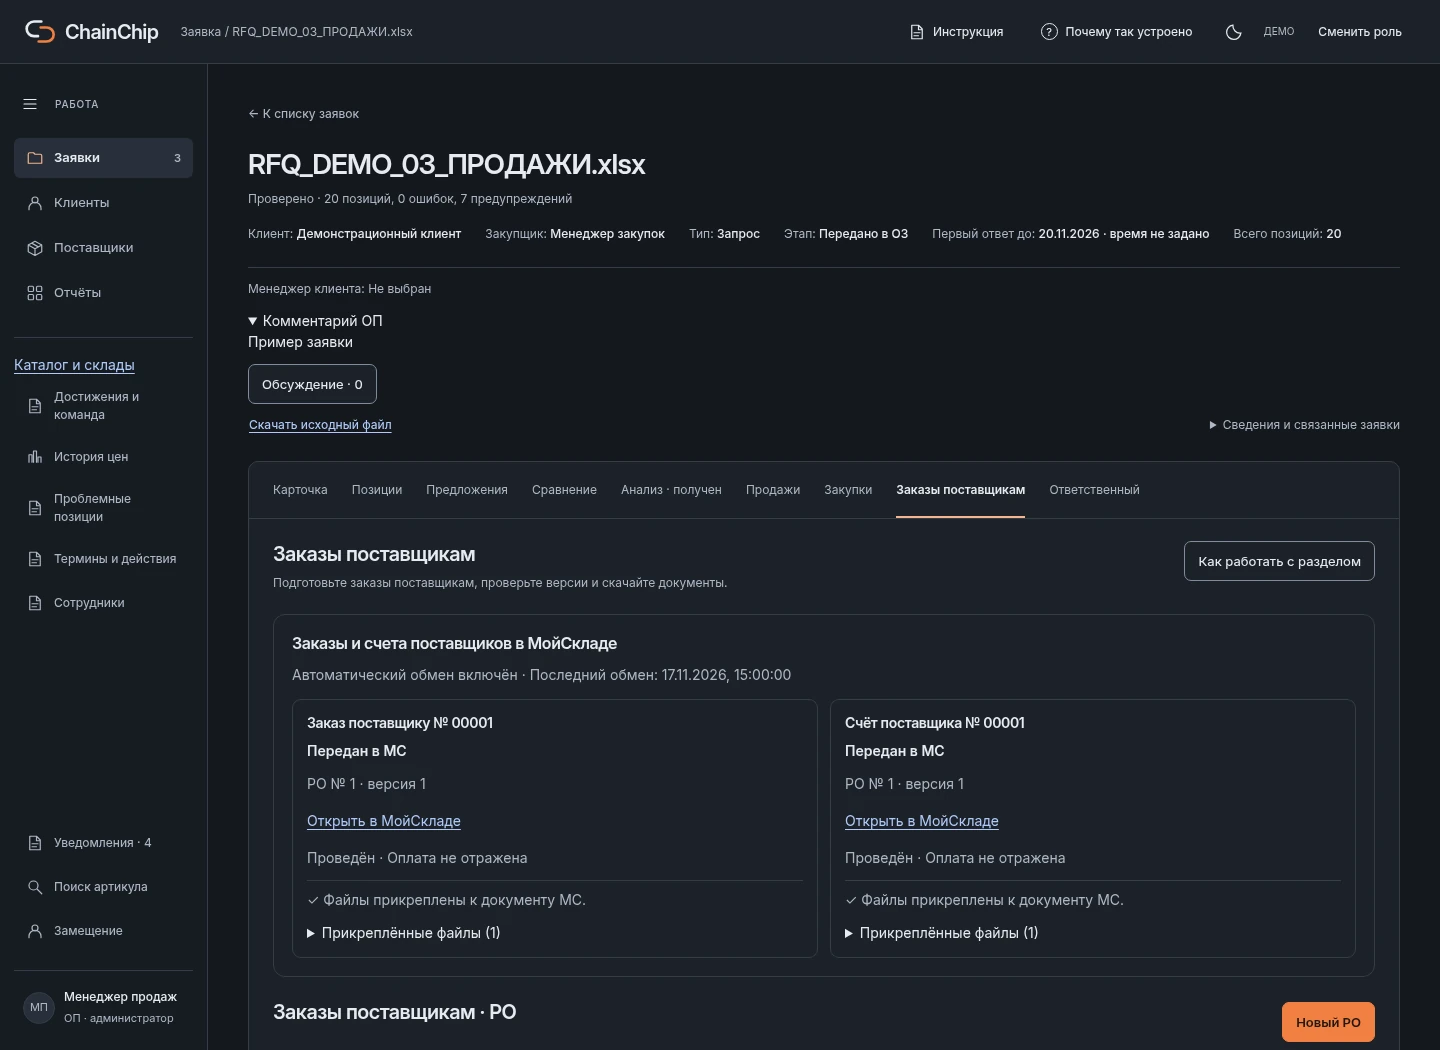 ChainChip
Заявка / RFQ_DEMO_03_ПРОДАЖИ.xlsx
Инструкция
? Почему так устроено
ДЕМО
Сменить роль
РАБОТА
Заявки 3
Клиенты
Поставщики
Отчёты
Каталог и склады
Достижения и
команда
История цен
Проблемные
позиции
Термины и действия
Сотрудники
Уведомления · 4
Поиск артикула
Замещение
МП
Менеджер продаж
ОП · администратор
← К списку заявок
RFQ_DEMO_03_ПРОДАЖИ.xlsx
Проверено · 20 позиций, 0 ошибок, 7 предупреждений
Клиент: Демонстрационный клиент Закупщик: Менеджер закупок Тип: Запрос Этап: Передано в ОЗ Первый ответ до: 20.11.2026 · время не задано Всего позиций: 20
Менеджер клиента: Не выбран
▼ Комментарий ОП
Пример заявки
Обсуждение · 0
Скачать исходный файл
▶ Сведения и связанные заявки
Карточка Позиции Предложения Сравнение Анализ · получен Продажи Закупки Заказы поставщикам Ответственный
Заказы поставщикам
Подготовьте заказы поставщикам, проверьте версии и скачайте документы.
Как работать с разделом
Заказы и счета поставщиков в МойСкладе
Автоматический обмен включён · Последний обмен: 17.11.2026, 15:00:00
Заказ поставщику № 00001
Передан в МС
PO № 1 · версия 1
Открыть в МойСкладе
Проведён · Оплата не отражена
✓ Файлы прикреплены к документу МС.
▶ Прикреплённые файлы (1)
Счёт поставщика № 00001
Передан в МС
PO № 1 · версия 1
Открыть в МойСкладе
Проведён · Оплата не отражена
✓ Файлы прикреплены к документу МС.
▶ Прикреплённые файлы (1)
Заказы поставщикам · PO
Новый PO